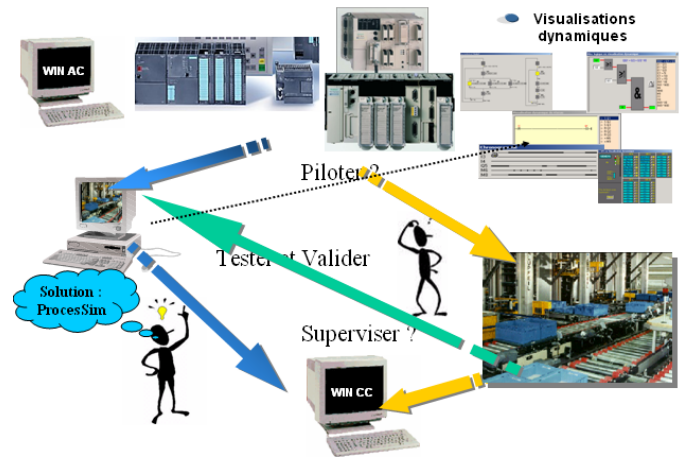 Visualisations
dynamiques
WIN AC
&
Piloter ?
Tester et Valider
Solution :
ProcesSim
Superviser ?
WIN CC